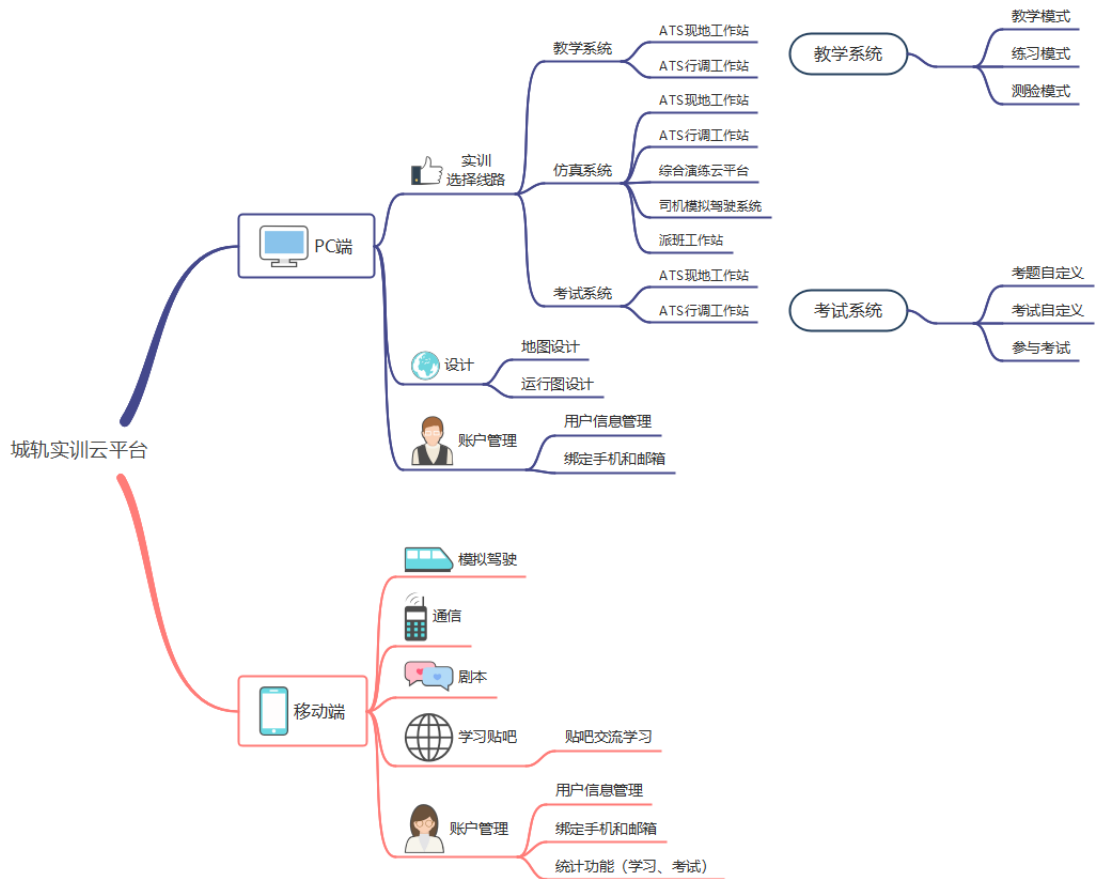 城轨实训云平台
PC端
实训
选择线路
教学系统
ATS现地工作站
ATS行调工作站
仿真系统
ATS现地工作站
ATS行调工作站
综合演练云平台
司机模拟驾驶系统
派班工作站
考试系统
ATS现地工作站
ATS行调工作站
设计
地图设计
运行图设计
账户管理
用户信息管理
绑定手机和邮箱
教学系统
教学模式
练习模式
测验模式
考试系统
考题自定义
考试自定义
参与考试
移动端
模拟驾驶
通信
剧本
学习贴吧
贴吧交流学习
账户管理
用户信息管理
绑定手机和邮箱
统计功能（学习、考试）